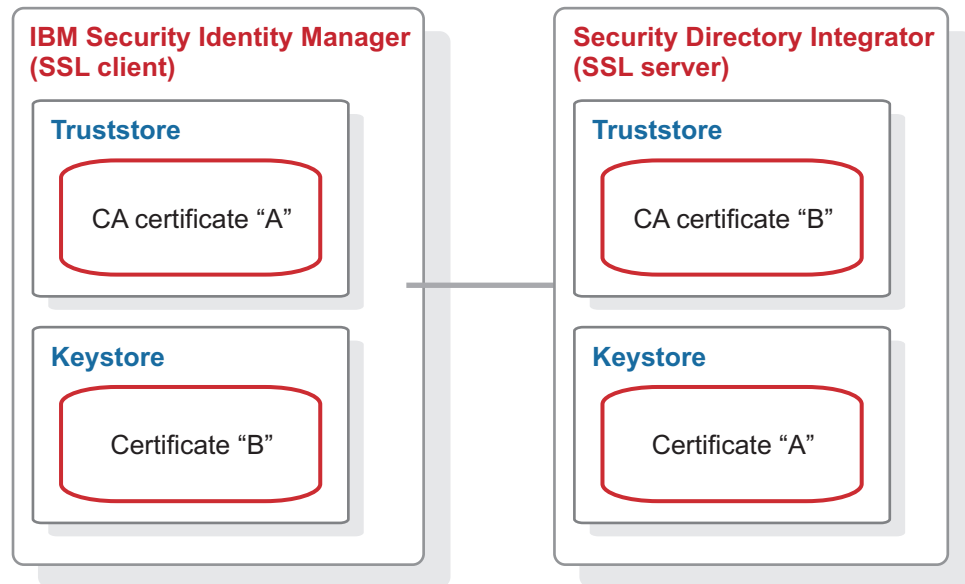 IBM Security Identity Manager
(SSL client)
Truststore
CA certificate “A”
Keystore
Certificate “B”
Security Directory Integrator
(SSL server)
Truststore
CA certificate “B”
Keystore
Certificate “A”